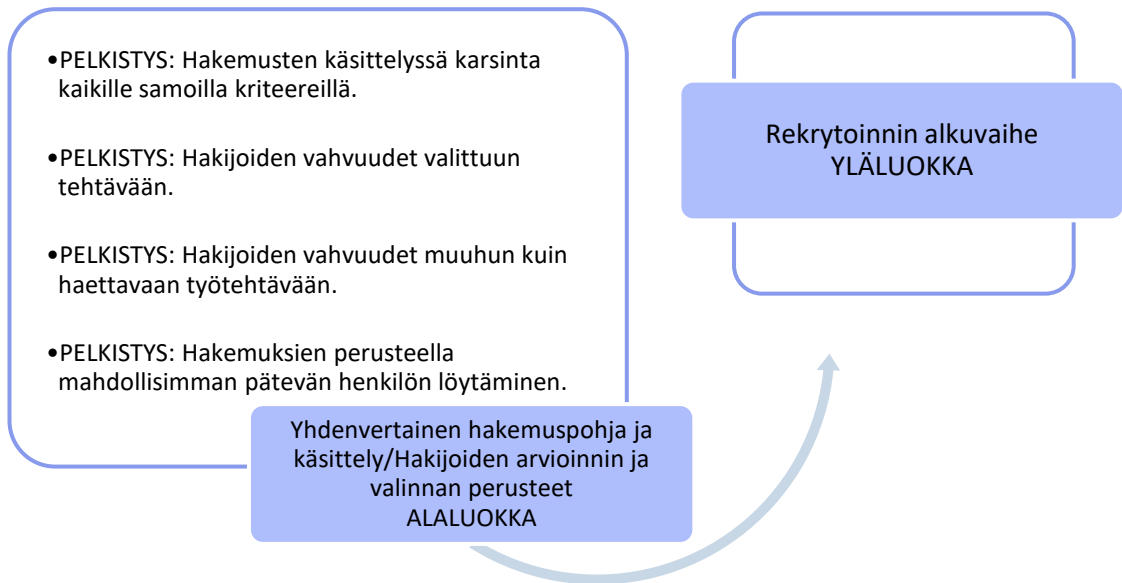 •PELKISTYS: Hakemusten käsittelyssä karsinta
kaikille samoilla kriteereillä.
•PELKISTYS: Hakijoiden vahvuudet valittuun
tehtävään.
•PELKISTYS: Hakijoiden vahvuudet muuhun kuin
haettavaan työtehtävään.
•PELKISTYS: Hakemuksien perusteella
mahdollisimman pätevän henkilön löytäminen.
Yhdenvertainen hakemuspohja ja
käsittely/Hakijoiden arvioinnin ja
valinnan perusteet
ALALUOKKA
Rekrytoinnin alkuvaihe
YLÄLUOKKA